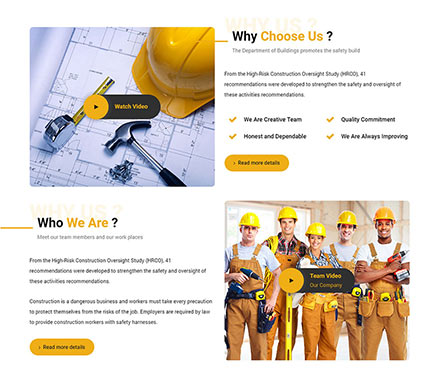 WHY US ?
Why Choose Us ?
The Department of Buildings promotes the safety build
Watch Video
From the High-Risk Construction Oversight Study (HRCO), 41
recommendations were developed to strengthen the safety and oversight of
these activities recommendations.
We Are Creative Team
Quality Commitment
Honest and Dependable
We Are Always Improving
Read more details
WHY US ?
Who We Are ?
Meet our team members and our work places
From the High-Risk Construction Oversight Study (HRCO), 41
recommendations were developed to strengthen the safety and oversight of
these activities recommendations.
Construction is a dangerous business and workers must take every precaution
to protect themselves from the risks of the job. Employers are required by law
to provide construction workers with safety harnesses.
Team Video
Our Company
Read more details